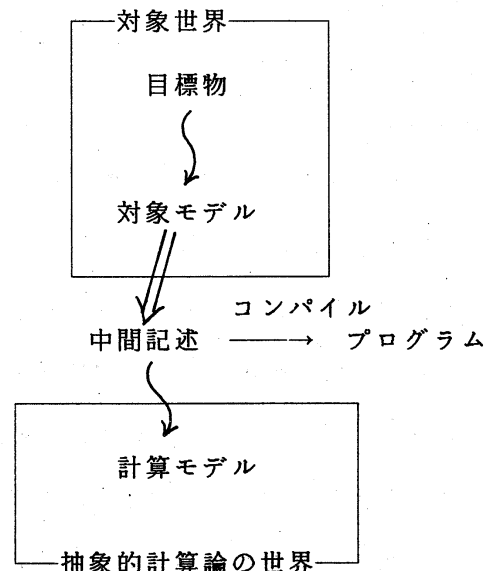 対象世界
目標物
対象モデル
コンパイル
中間記述 ──→ プログラム
計算モデル
抽象的計算論の世界